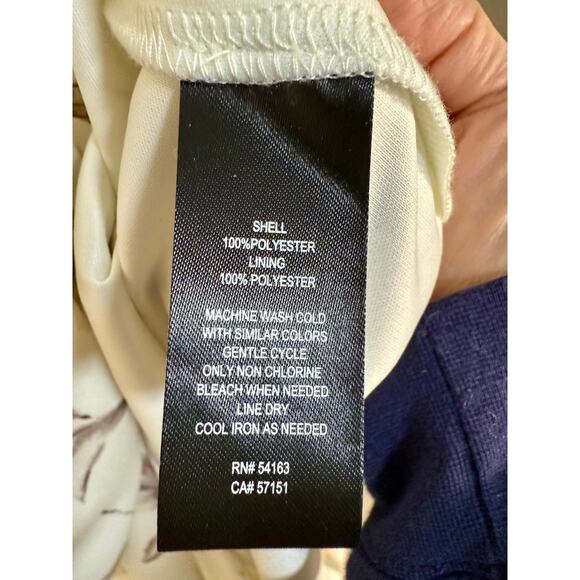 SHELL
100%POLYESTER
LINING
100% POLYESTER
MACHINE WASH COLD
WITH SIMILAR COLORS
GENTLE CYCLE
ONLY NON CHLORINE
BLEACH WHEN NEEDED
LINE DRY
COOL IRON AS NEEDED
RN# 54163
CA# 57151